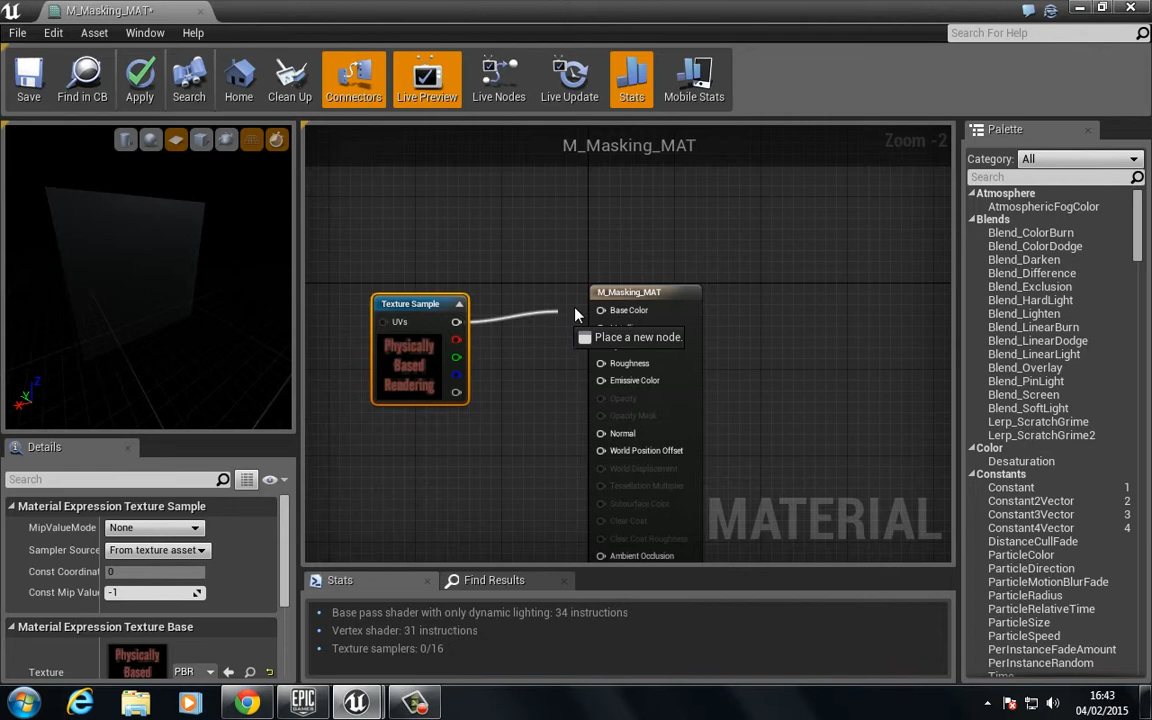 M_Masking_MAT*
File Edit Asset Window Help
Search For Help
Save Find in CB Apply Search Home Clean Up Connectors Live Preview Live Nodes Live Update Stats Mobile Stats
M_Masking_MAT
Zoom -2
Texture Sample
UVs
Physically
Based
Rendering
M_Masking_MAT
Base Color
Place a new node.
Roughness
Emissive Color
Opacity
Opacity Mask
Normal
World Position Offset
World Displacement
Tessellation Multiplier
Subsurface Color
Clear Coat
Clear Coat Roughness
Ambient Occlusion
MATERIAL
Z
X
Details
Search
Material Expression Texture Sample
MipValueMode None
Sampler Source From texture asset
Const Coordinat 0
Const Mip Value -1
Material Expression Texture Base
Texture
Physically
Based
PBR
Stats
Find Results
Base pass shader with only dynamic lighting: 34 instructions
Vertex shader: 31 instructions
Texture samplers: 0/16
Palette
Category: All
Search
Atmosphere
AtmosphericFogColor
Blends
Blend_ColorBurn
Blend_ColorDodge
Blend_Darken
Blend_Difference
Blend_Exclusion
Blend_HardLight
Blend_Lighten
Blend_LinearBurn
Blend_LinearDodge
Blend_LinearLight
Blend_Overlay
Blend_PinLight
Blend_Screen
Blend_SoftLight
Lerp_ScratchGrime
Lerp_ScratchGrime2
Color
Desaturation
Constants
Constant 1
Constant2Vector 2
Constant3Vector 3
Constant4Vector 4
DistanceCullFade
ParticleColor
ParticleDirection
ParticleMotionBlurFade
ParticleRadius
ParticleRelativeTime
ParticleSize
ParticleSpeed
PerInstanceFadeAmount
PerInstanceRandom
Time
EPIC
GAMES
16:43
04/02/2015